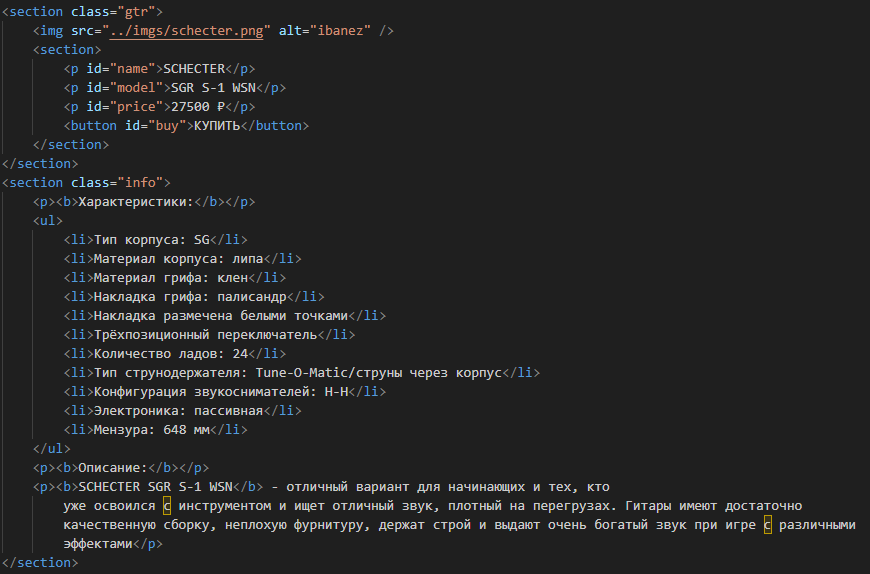 <section class="gtr">
<img src="../imgs/schecter.png" alt="ibanez" />
<section>
<p id="name">SCHECTER</p>
<p id="model">SGR S-1 WSN</p>
<p id="price">27500 ₽</p>
<button id="buy">КУПИТЬ</button>
</section>
</section>
<section class="info">
<p><b>Характеристики:</b></p>
<ul>
<li>Тип корпуса: SG</li>
<li>Материал корпуса: липа</li>
<li>Материал грифа: клен</li>
<li>Накладка грифа: палисандр</li>
<li>Накладка размечена белыми точками</li>
<li>Трёхпозиционный переключатель</li>
<li>Количество ладов: 24</li>
<li>Тип струнодержателя: Tune-O-Matic/струны через корпус</li>
<li>Конфигурация звукоснимателей: H-H</li>
<li>Электроника: пассивная</li>
<li>Мензура: 648 мм</li>
</ul>
<p><b>Описание:</b></p>
<p><b>SCHECTER SGR S-1 WSN</b> - отличный вариант для начинающих и тех, кто
уже освоился с инструментом и ищет отличный звук, плотный на перегрузах. Гитары имеют достаточно
качественную сборку, неплохую фурнитуру, держат строй и выдают очень богатый звук при игре с различными
эффектами</p>
</section>